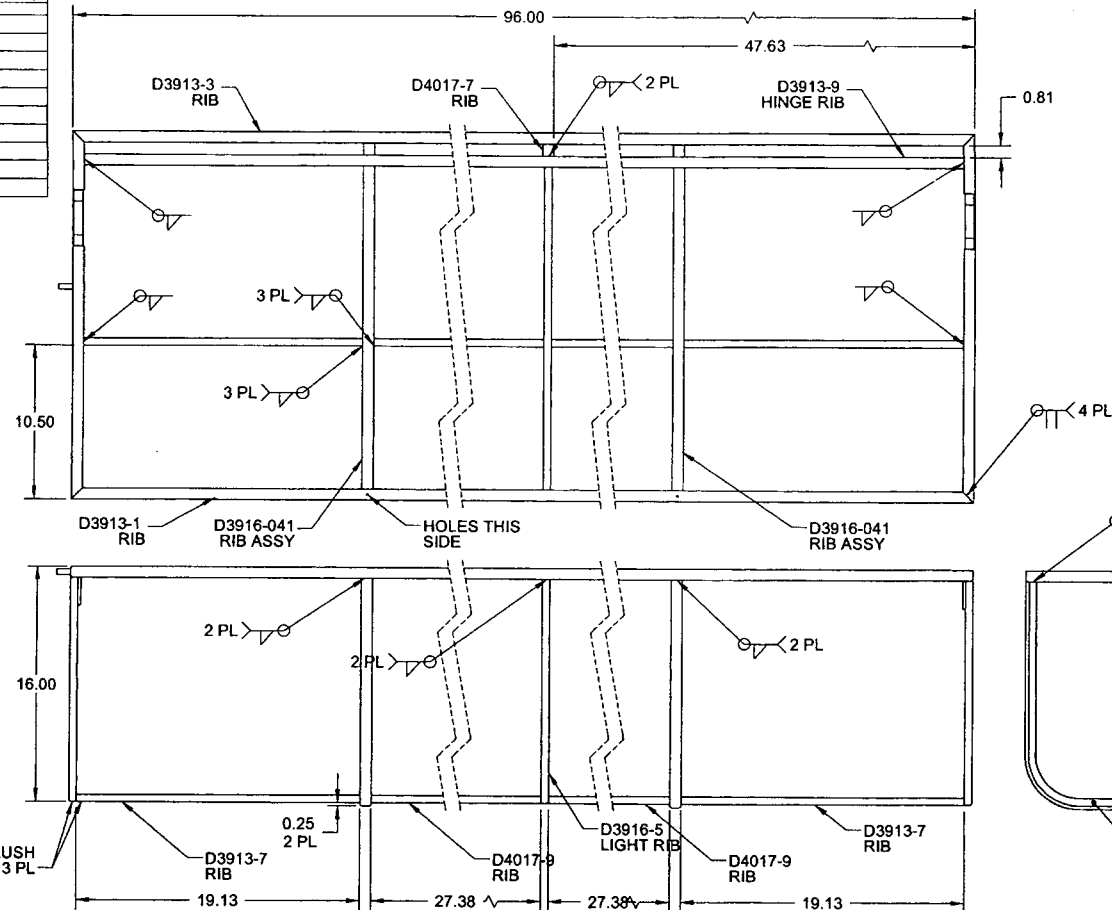 96.00
47.63
D3913-3
RIB
D4017-7
RIB
2 PL
D3913-9
HINGE RIB
0.81
3 PL
3 PL
10.50
4 PL
D3913-1
RIB
D3916-041
RIB ASSY
HOLES THIS
SIDE
D3916-041
RIB ASSY
2 PL
2 PL
2 PL
16.00
0.25
2 PL
USH
3 PL
D3913-7
RIB
D4017-9
RIB
D3916-5
LIGHT RIB
D4017-9
RIB
D3913-7
RIB
19.13
27.38
27.38
19.13